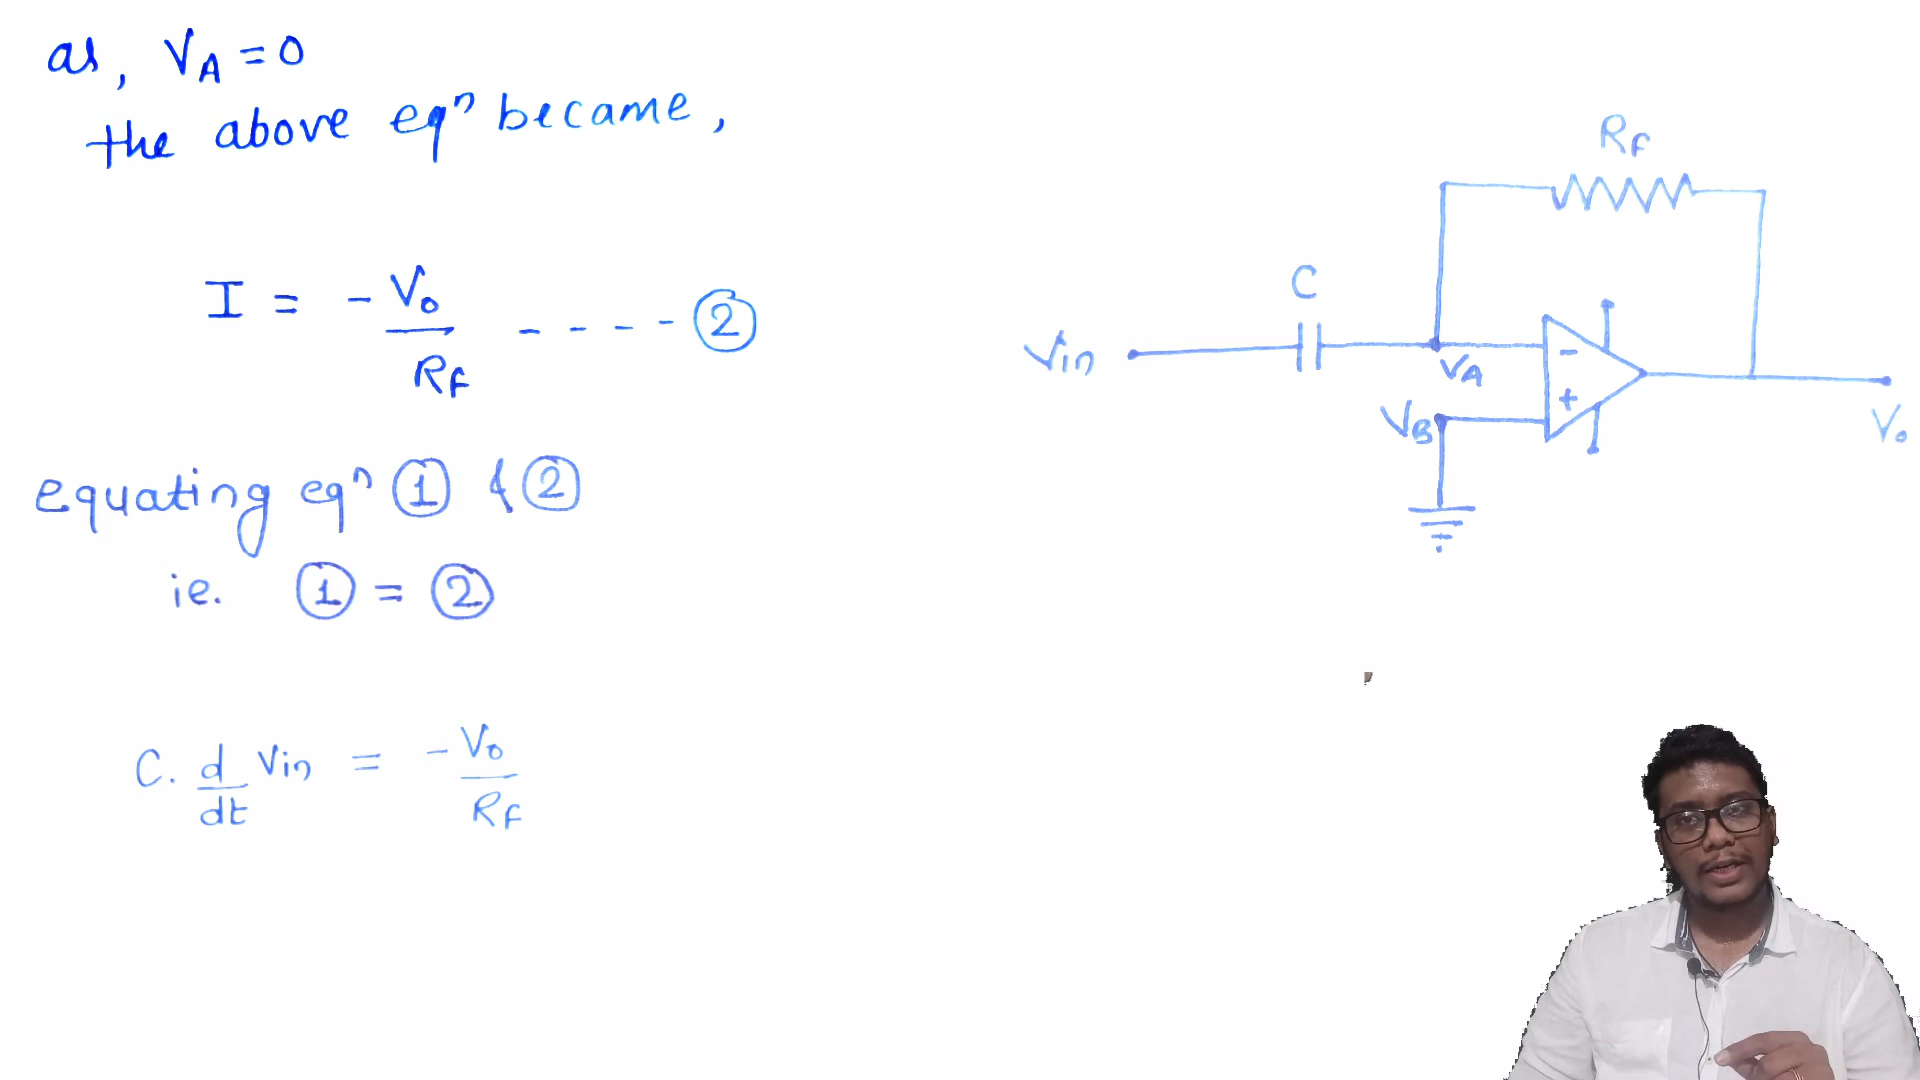 as, VA = 0
the above eqⁿ became,
I = - Vo / RF ---- ②
equating eqⁿ ① & ②
ie. ① = ②
C. d/dt Vin = - Vo / RF
RF
C
Vin
VA
-
+
VB
Vo